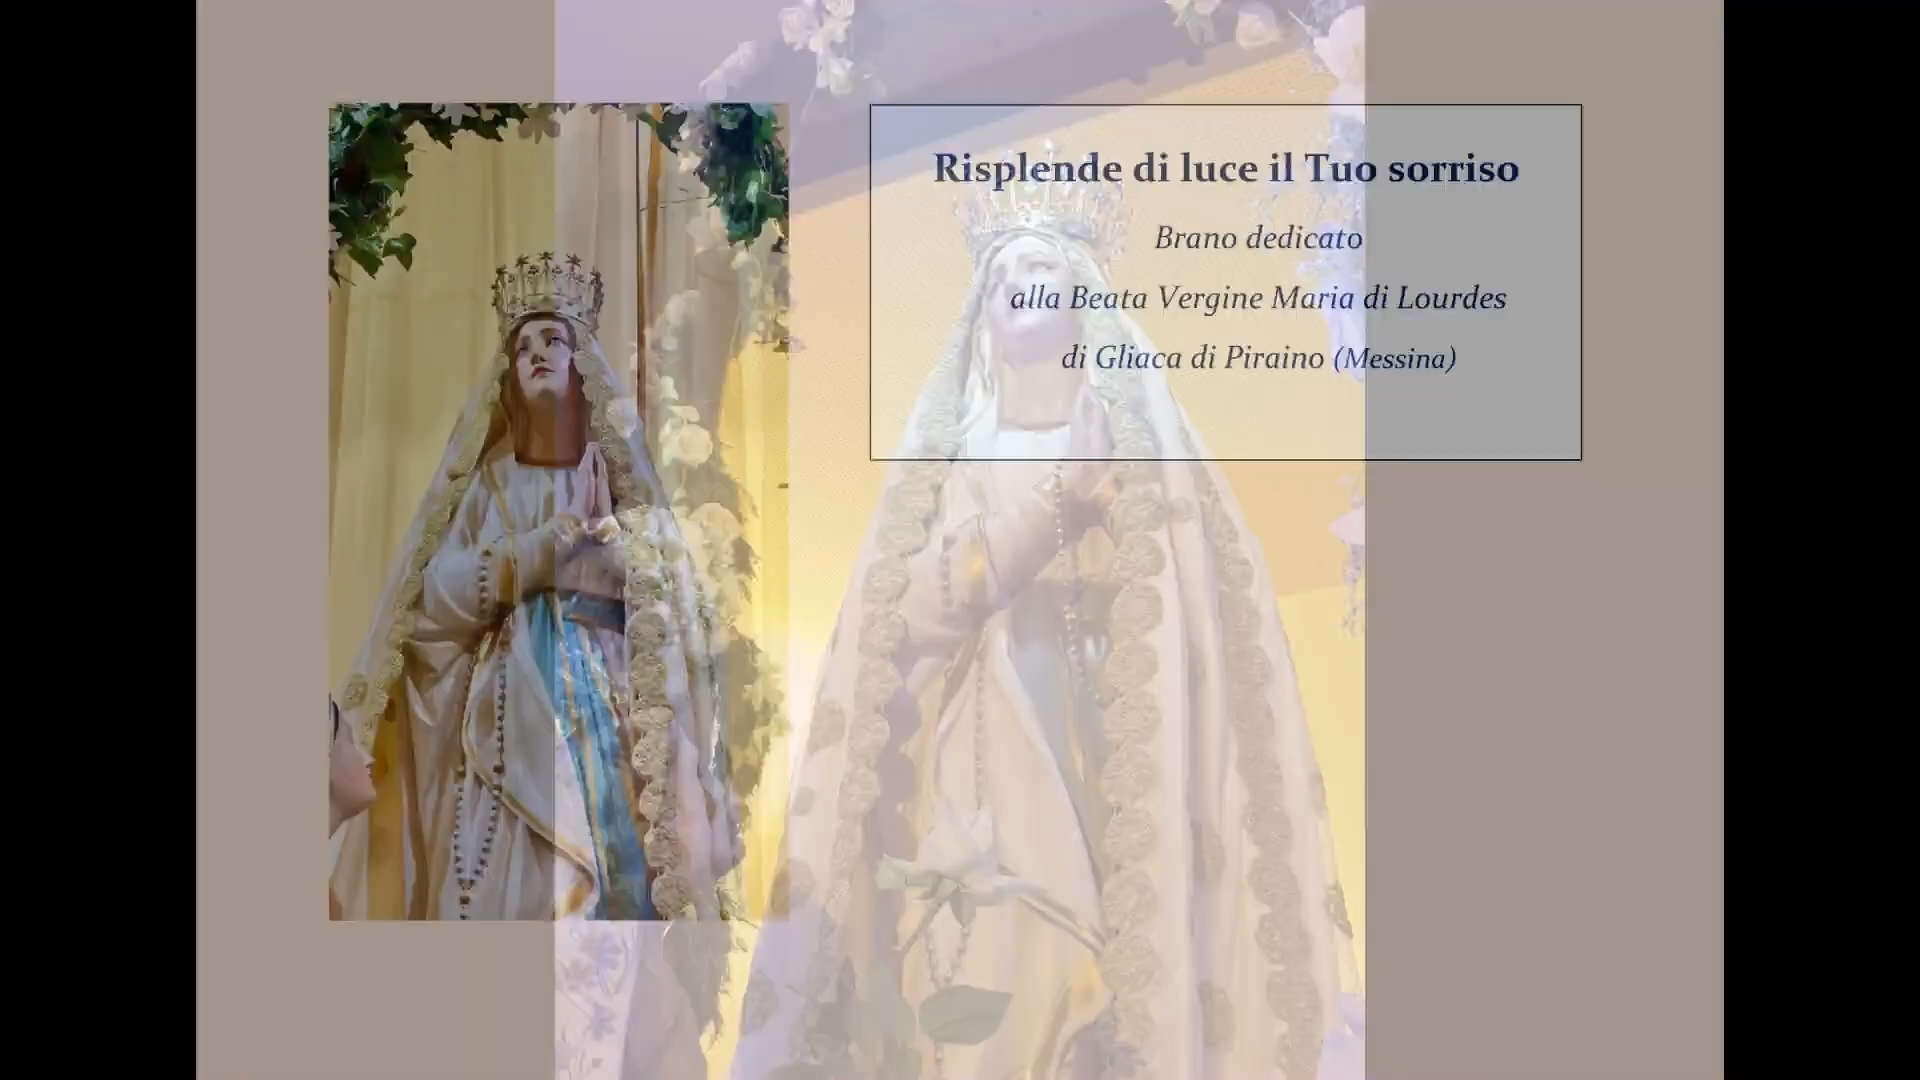 Risplende di luce il Tuo sorriso
Brano dedicato
alla Beata Vergine Maria di Lourdes
di Gliaca di Piraino (Messina)